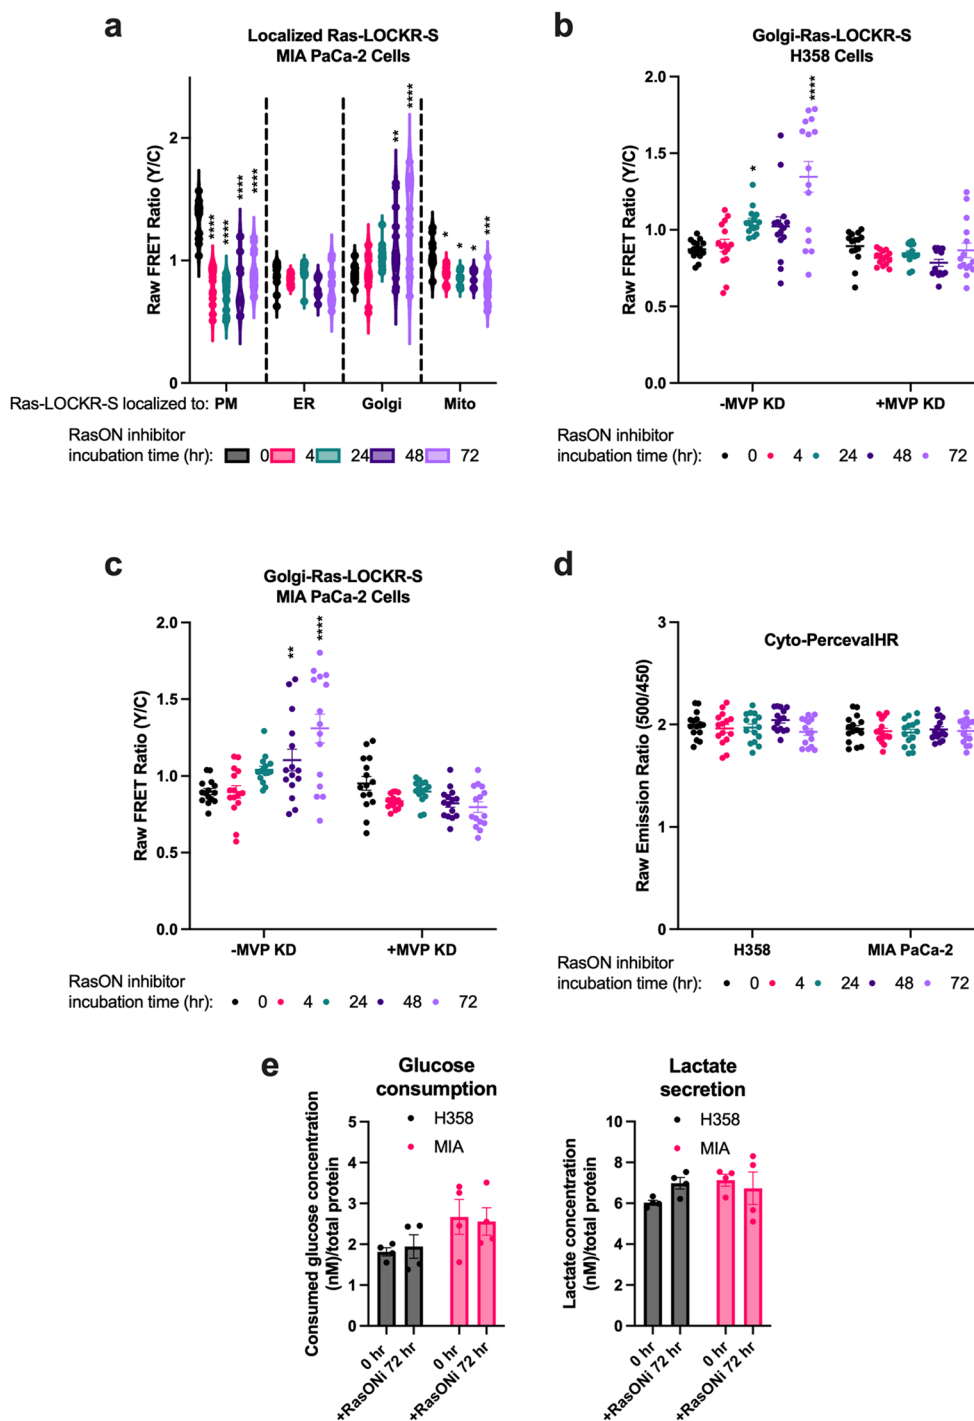 a
Localized Ras-LOCKR-S
MIA PaCa-2 Cells
Raw FRET Ratio (Y/C)
2
1
0
****
****
****
****
**
****
*
*
*
***
Ras-LOCKR-S localized to: PM ER Golgi Mito
RasON inhibitor
incubation time (hr): 0 4 24 48 72
b
Golgi-Ras-LOCKR-S
H358 Cells
Raw FRET Ratio (Y/C)
2.0
1.5
1.0
0.5
0.0
*
****
-MVP KD +MVP KD
RasON inhibitor
incubation time (hr): 0 4 24 48 72
c
Golgi-Ras-LOCKR-S
MIA PaCa-2 Cells
Raw FRET Ratio (Y/C)
2.0
1.5
1.0
0.5
0.0
**
****
-MVP KD +MVP KD
RasON inhibitor
incubation time (hr): 0 4 24 48 72
d
Cyto-PercevalHR
Raw Emission Ratio (500/450)
3
2
1
0
H358 MIA PaCa-2
RasON inhibitor
incubation time (hr): 0 4 24 48 72
e
Glucose
consumption
H358
MIA
Consumed glucose concentration
(nM)/total protein
5
4
3
2
1
0
0 hr
+RasONi 72 hr
0 hr
+RasONi 72 hr
Lactate
secretion
H358
MIA
Lactate concentration
(nM)/total protein
10
8
6
4
2
0
0 hr
+RasONi 72 hr
0 hr
+RasONi 72 hr